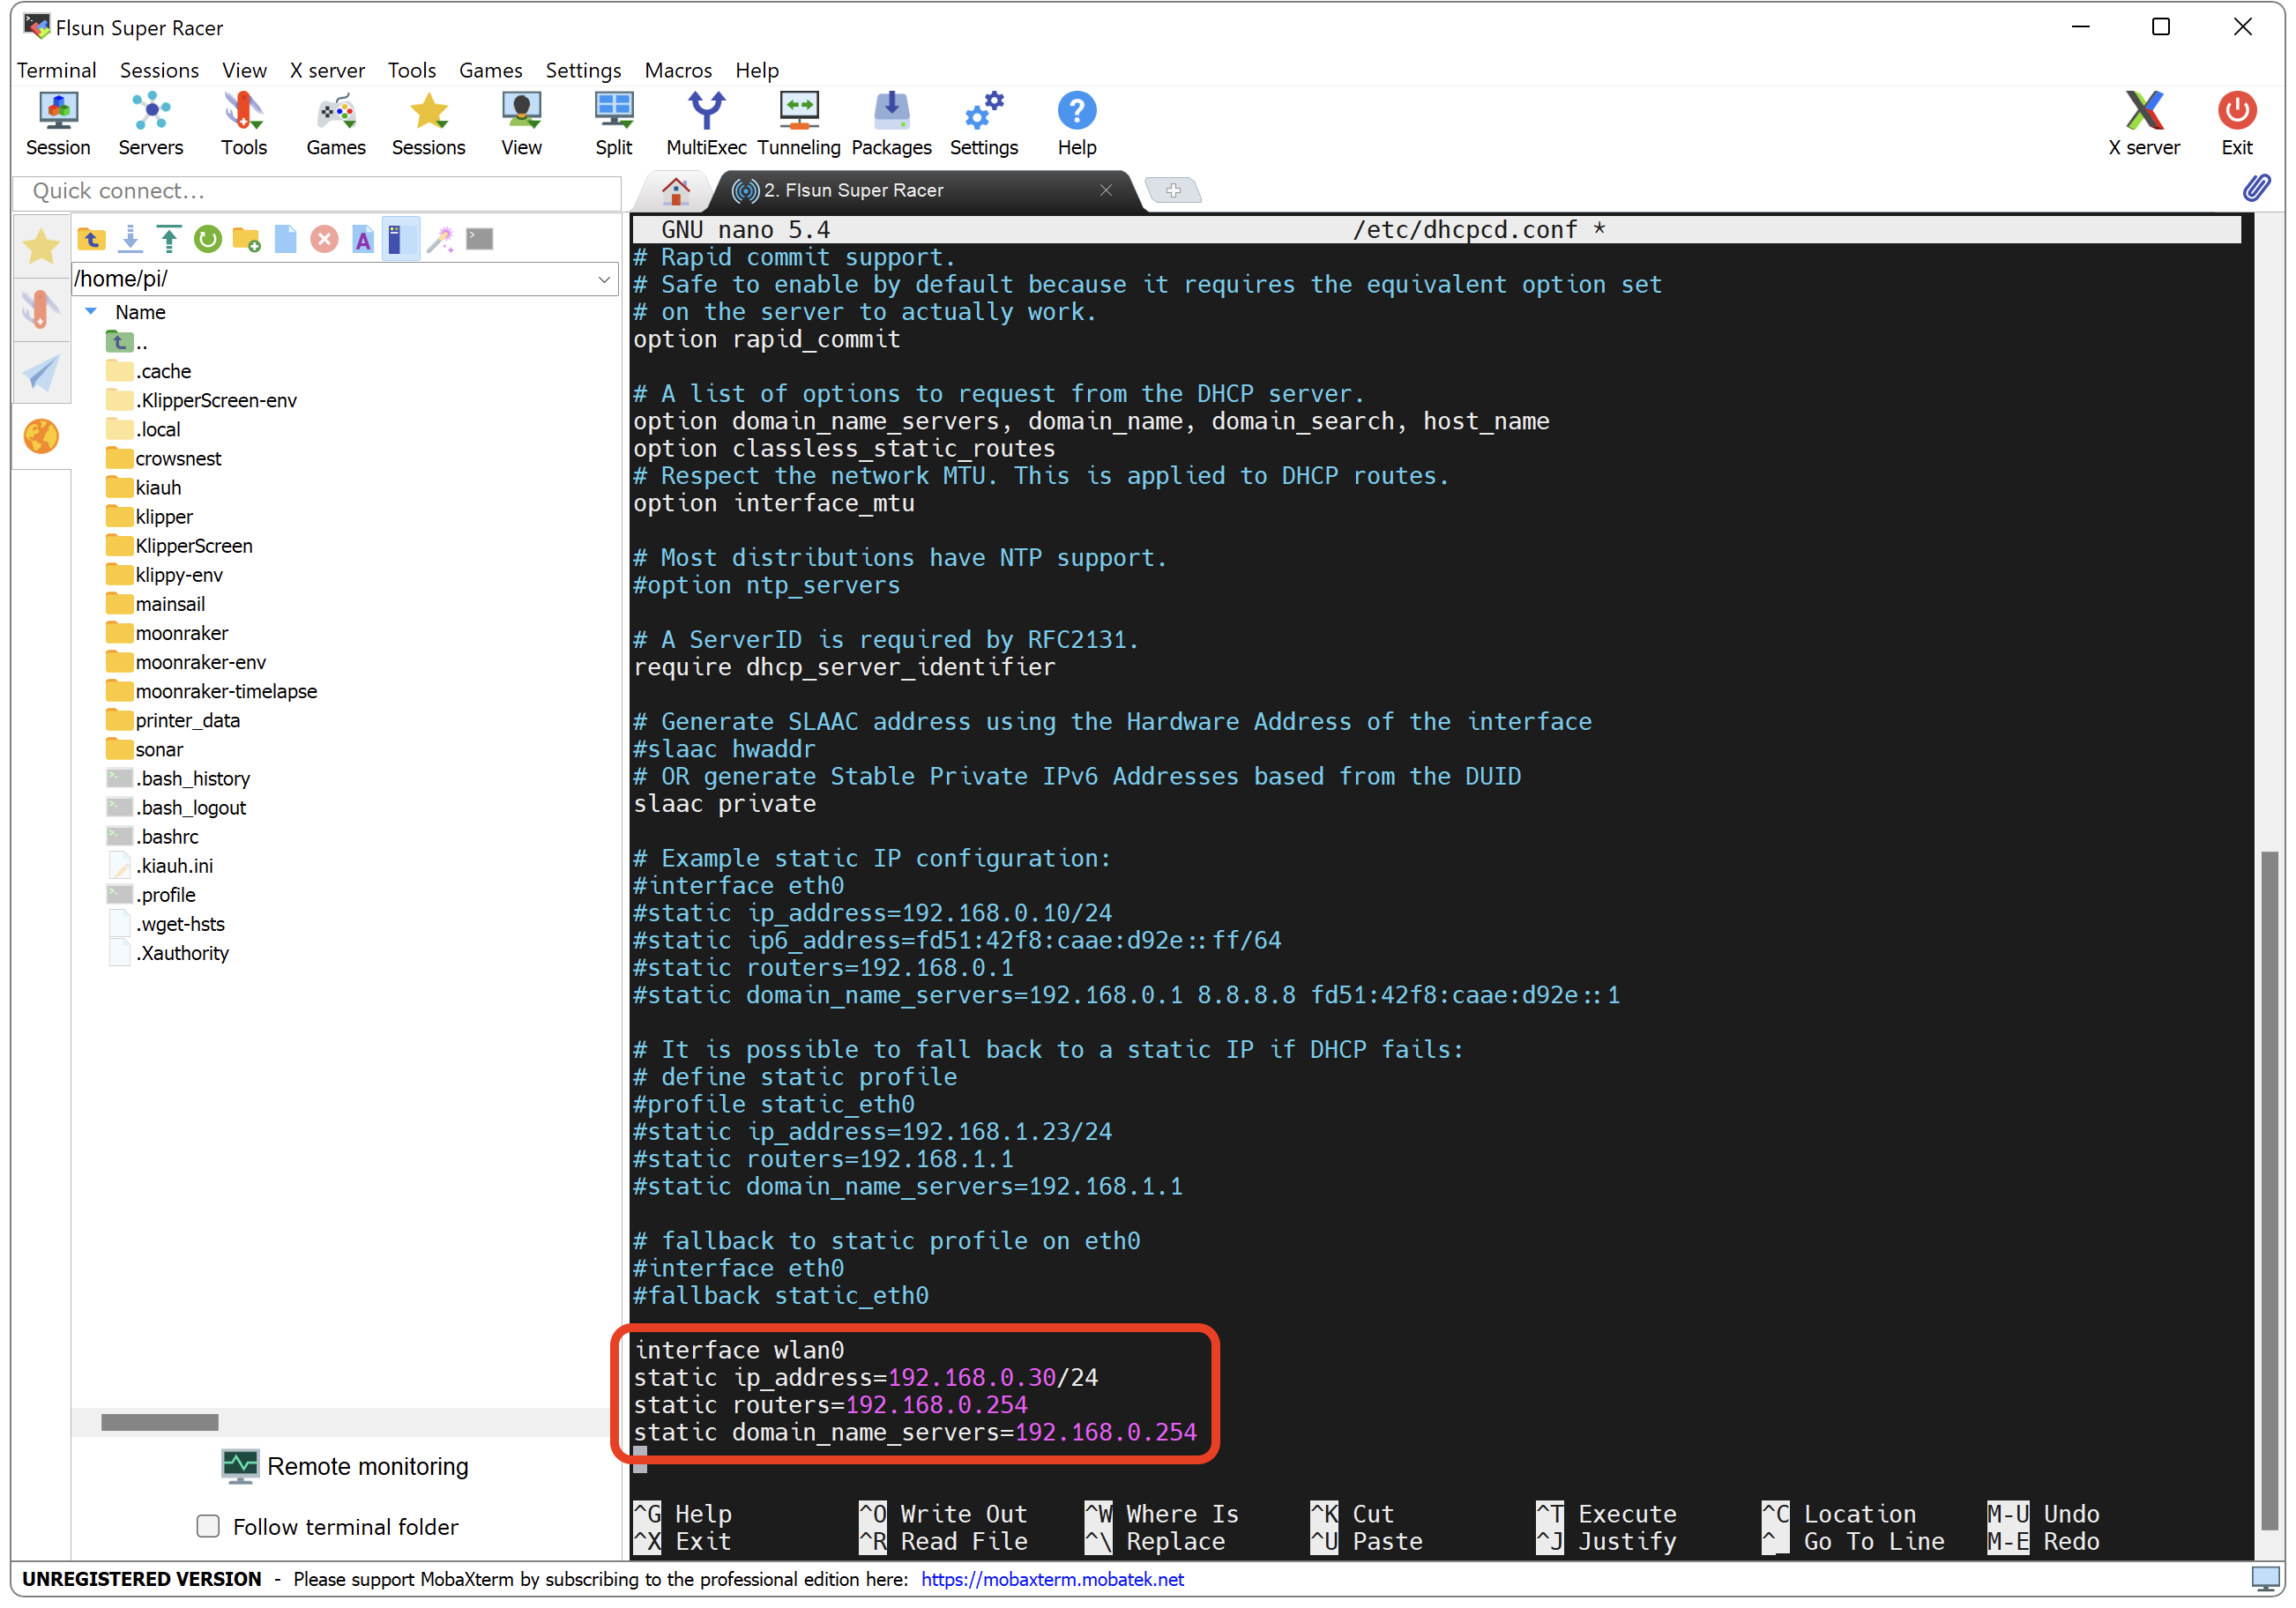 Flsun Super Racer
Terminal Sessions View X server Tools Games Settings Macros Help
Session Servers Tools Games Sessions View Split MultiExec Tunneling Packages Settings Help X server Exit
Quick connect...
2. Flsun Super Racer
/home/pi/
Name
..
.cache
.KlipperScreen-env
.local
crowsnest
kiauh
klipper
KlipperScreen
klippy-env
mainsail
moonraker
moonraker-env
moonraker-timelapse
printer_data
sonar
.bash_history
.bash_logout
.bashrc
.kiauh.ini
.profile
.wget-hsts
.Xauthority
Remote monitoring
Follow terminal folder
GNU nano 5.4 /etc/dhcpcd.conf *
# Rapid commit support.
# Safe to enable by default because it requires the equivalent option set
# on the server to actually work.
option rapid_commit
# A list of options to request from the DHCP server.
option domain_name_servers, domain_name, domain_search, host_name
option classless_static_routes
# Respect the network MTU. This is applied to DHCP routes.
option interface_mtu
# Most distributions have NTP support.
#option ntp_servers
# A ServerID is required by RFC2131.
require dhcp_server_identifier
# Generate SLAAC address using the Hardware Address of the interface
#slaac hwaddr
# OR generate Stable Private IPv6 Addresses based from the DUID
slaac private
# Example static IP configuration:
#interface eth0
#static ip_address=192.168.0.10/24
#static ip6_address=fd51:42f8:caae:d92e::ff/64
#static routers=192.168.0.1
#static domain_name_servers=192.168.0.1 8.8.8.8 fd51:42f8:caae:d92e::1
# It is possible to fall back to a static IP if DHCP fails:
# define static profile
#profile static_eth0
#static ip_address=192.168.1.23/24
#static routers=192.168.1.1
#static domain_name_servers=192.168.1.1
# fallback to static profile on eth0
#interface eth0
#fallback static_eth0
interface wlan0
static ip_address=192.168.0.30/24
static routers=192.168.0.254
static domain_name_servers=192.168.0.254
^G Help ^O Write Out ^W Where Is ^K Cut ^T Execute ^C Location M-U Undo
^X Exit ^R Read File ^\ Replace ^U Paste ^J Justify ^_ Go To Line M-E Redo
UNREGISTERED VERSION - Please support MobaXterm by subscribing to the professional edition here: https://mobaxterm.mobatek.net